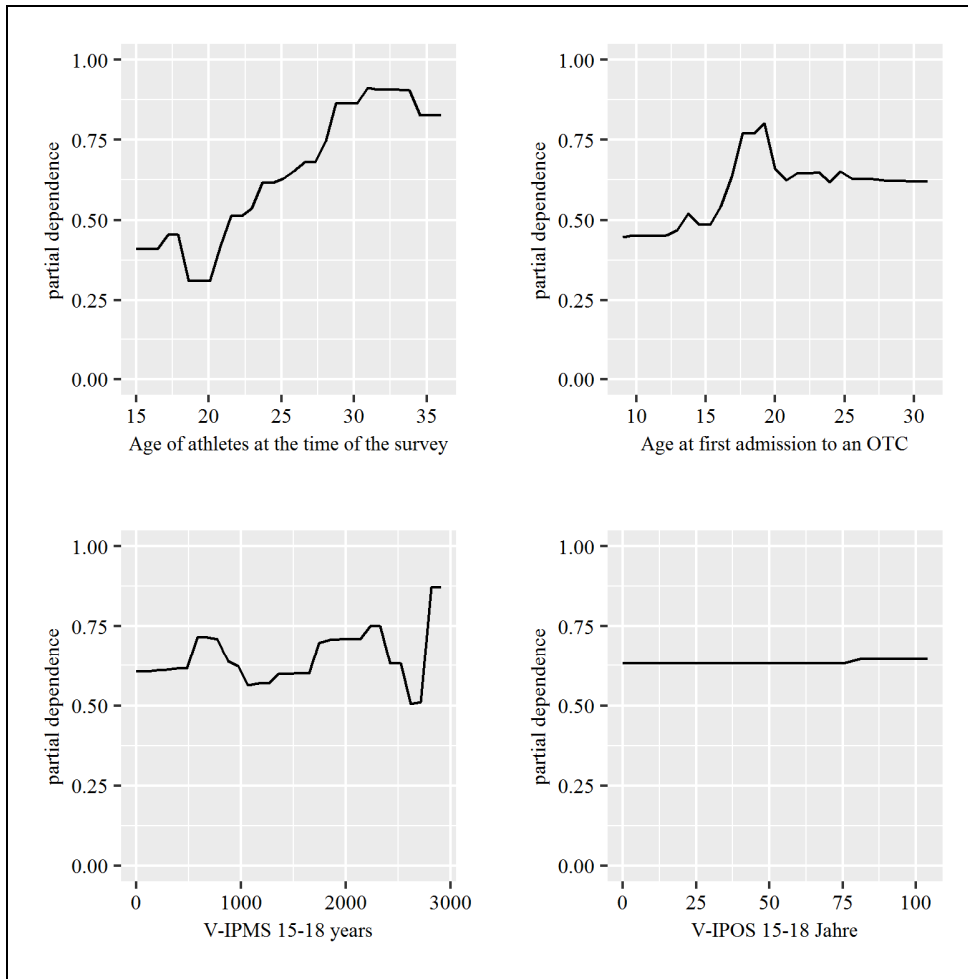 1.00
0.75
0.50
0.25
0.00
partial dependence
15 20 25 30 35
Age of athletes at the time of the survey
1.00
0.75
0.50
0.25
0.00
partial dependence
10 15 20 25 30
Age at first admission to an OTC
1.00
0.75
0.50
0.25
0.00
partial dependence
0 1000 2000 3000
V-IPMS 15-18 years
1.00
0.75
0.50
0.25
0.00
partial dependence
0 25 50 75 100
V-IPOS 15-18 Jahre